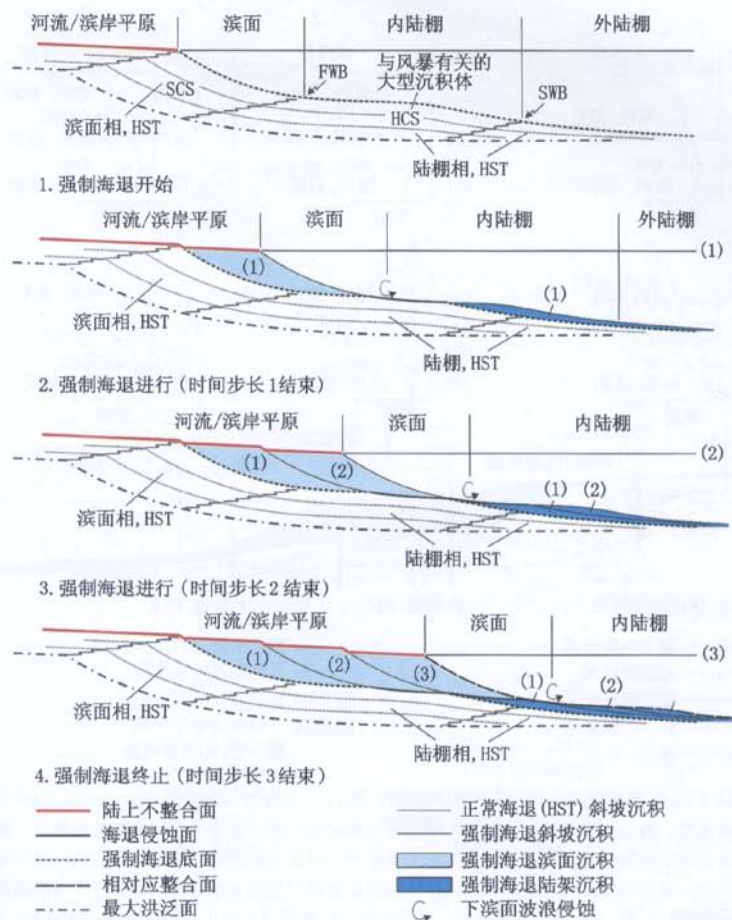 河流/滨岸平原 滨面 内陆棚 外陆棚
FWB
与风暴有关的
大型沉积体
SWB
SCS
HCS
滨面相,HST
陆棚相,HST
1. 强制海退开始
河流/滨岸平原 滨面 内陆棚 外陆棚
(1)
(1)
(1)
滨面相,HST
陆棚,HST
2. 强制海退进行(时间步长1结束)
河流/滨岸平原 滨面 内陆棚
(2)
(1) (2)
(1) (2)
滨面相,HST
陆棚相,HST
3. 强制海退进行(时间步长2结束)
河流/滨岸平原 滨面 内陆棚
(3)
(1) (2) (3)
(1) (2)
滨面相,HST
陆棚相,HST
4. 强制海退终止(时间步长3结束)
陆上不整合面 正常海退(HST)斜坡沉积
海退侵蚀面 强制海退斜坡沉积
强制海退底面 强制海退滨面沉积
相对应整合面 强制海退陆架沉积
最大洪泛面 下滨面波浪侵蚀